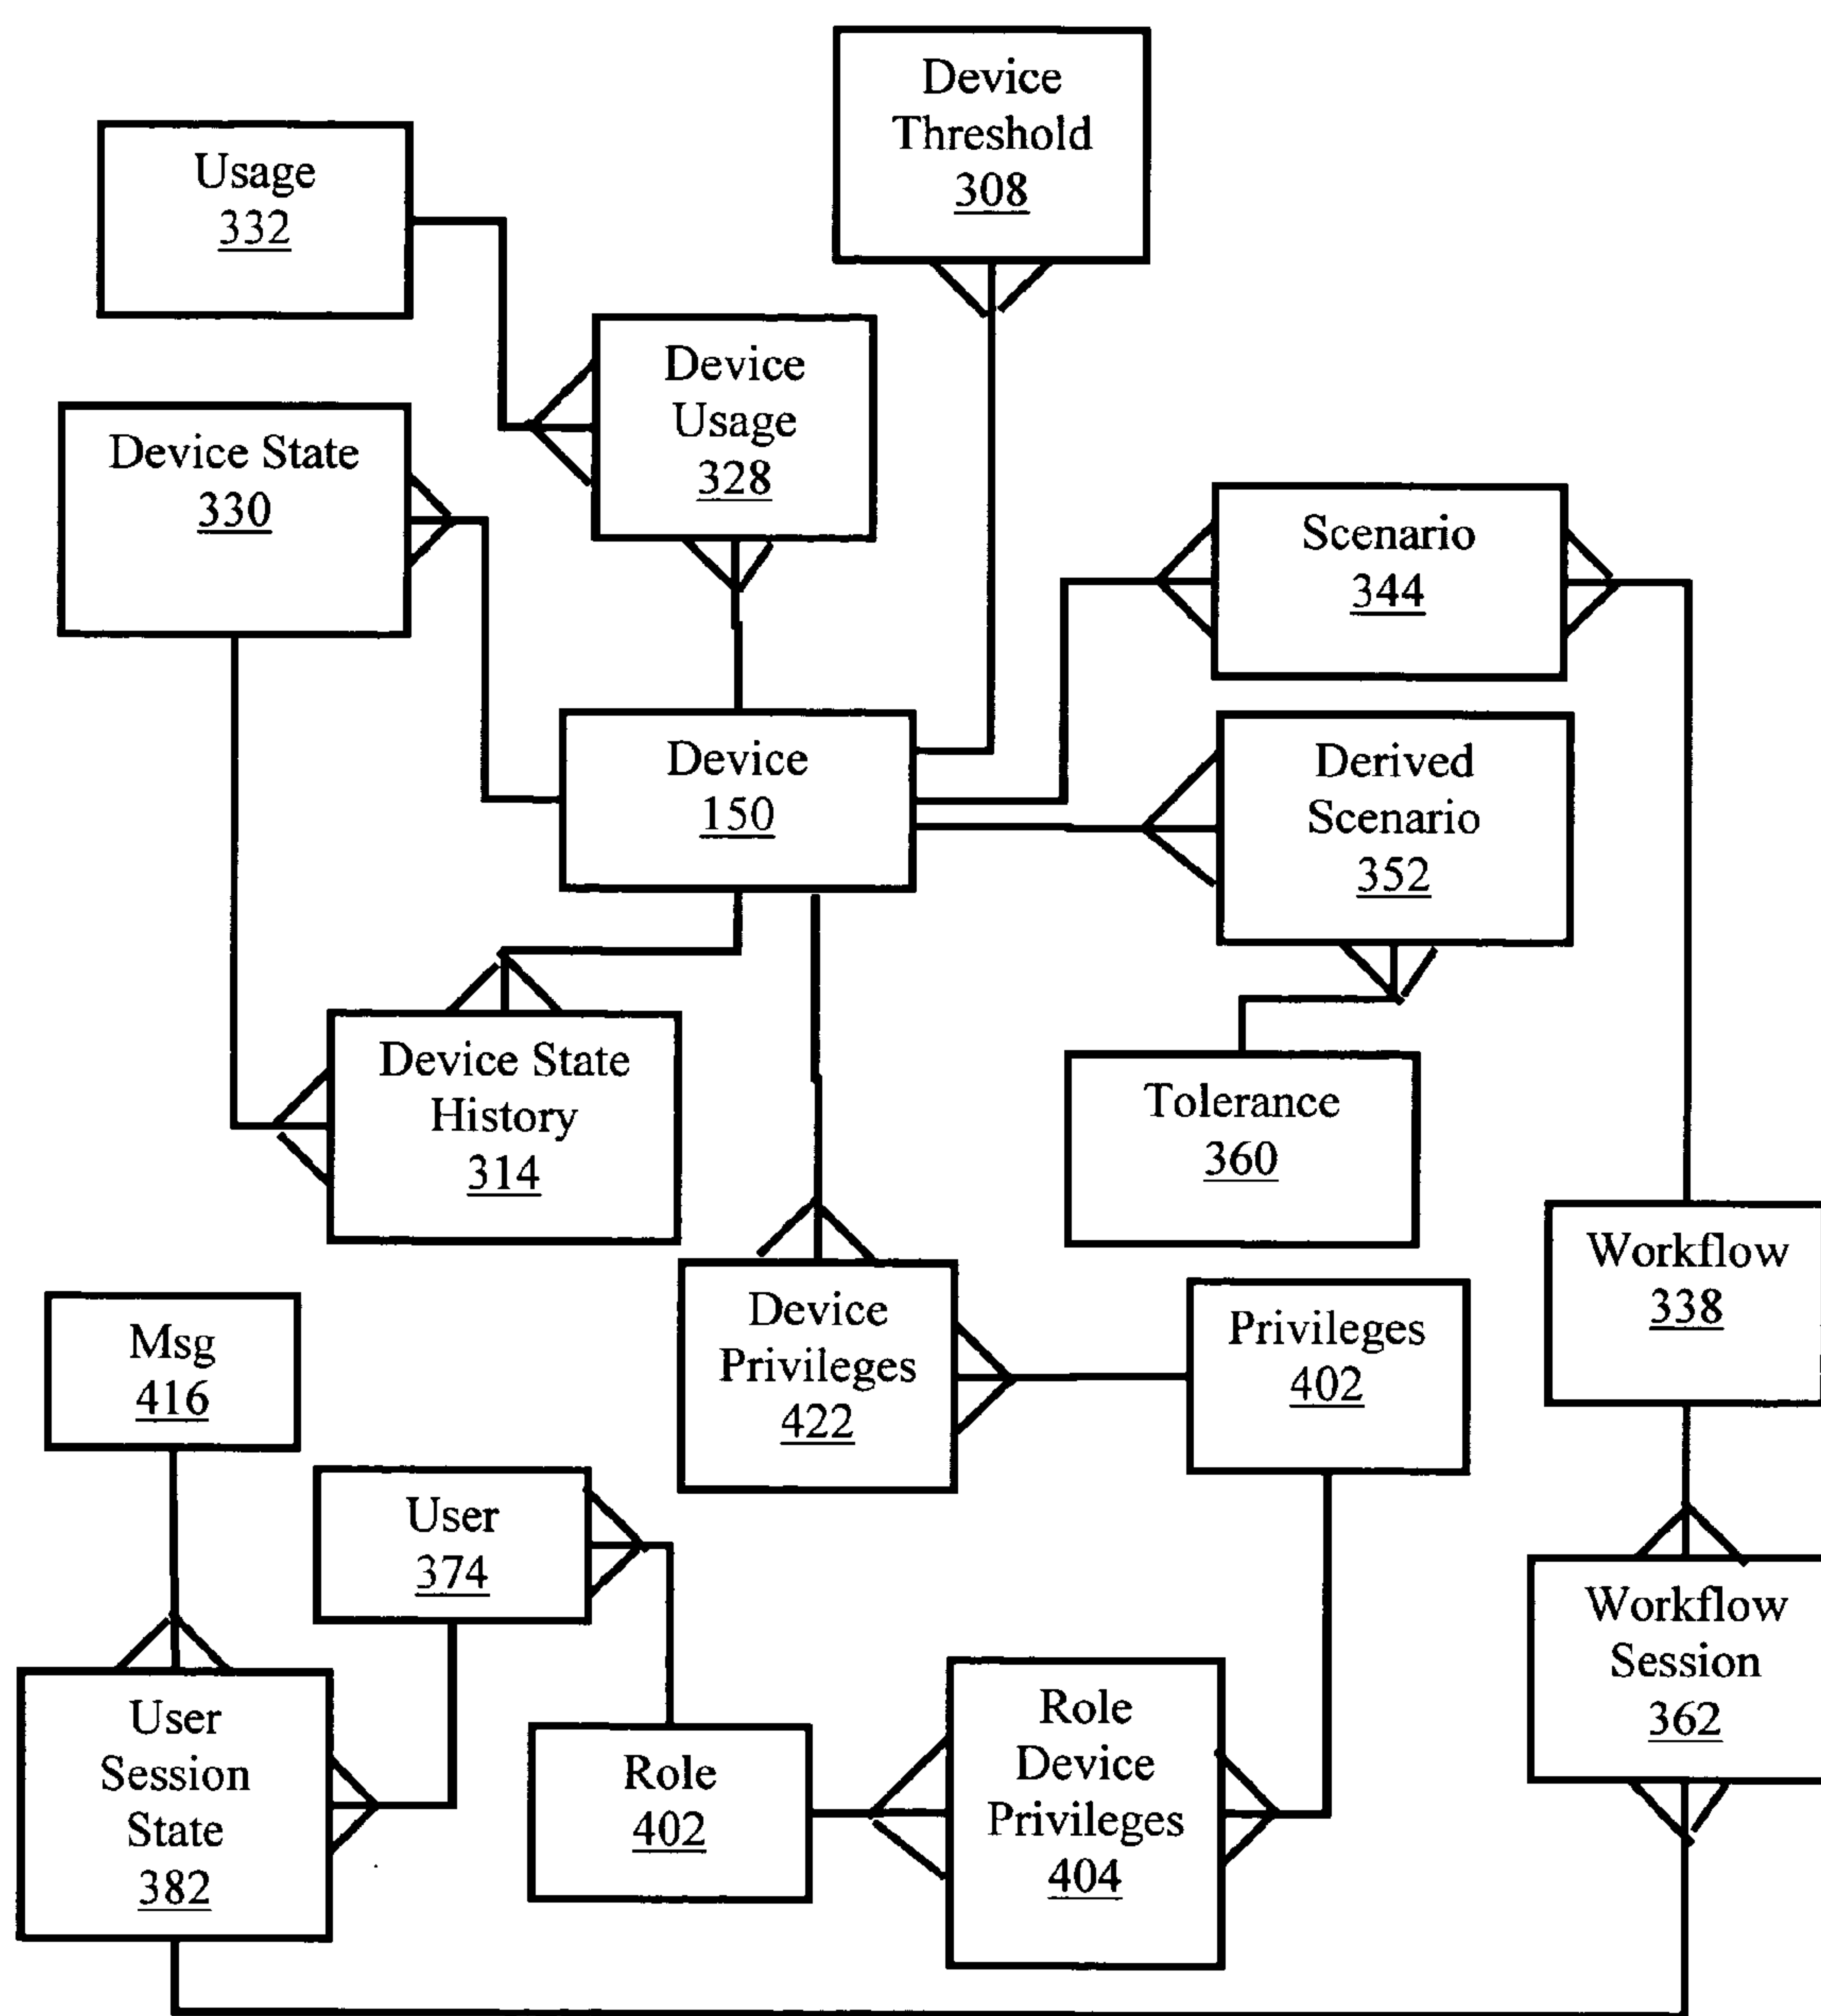 Device
Threshold
308
Usage
332
Device
Usage
328
Device State
330
Scenario
344
Device
150
Derived
Scenario
352
Device State
History
314
Tolerance
360
Workflow
338
Device
Privileges
422
Privileges
402
Msg
416
User
374
Workflow
Session
362
User
Session
State
382
Role
402
Role
Device
Privileges
404